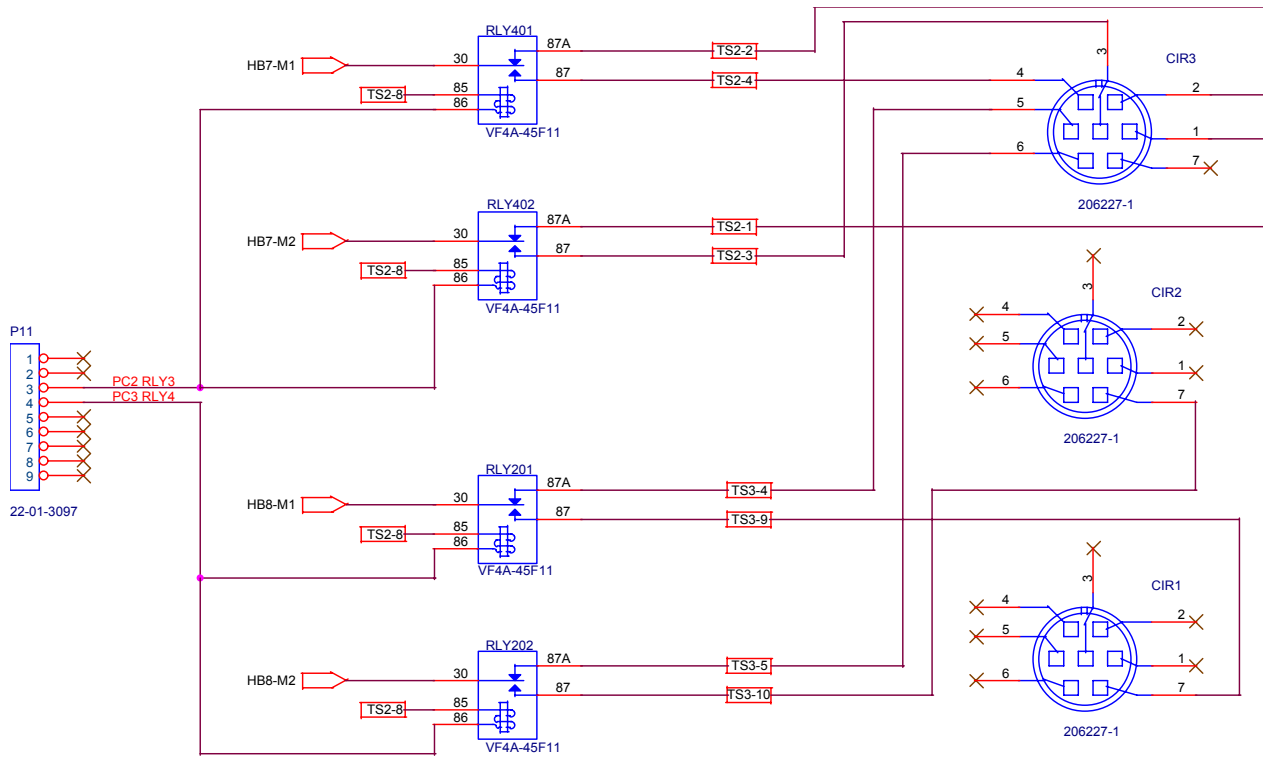 RLY401
HB7-M1
30
87A
TS2-2
87
TS2-4
TS2-8
85
86
VF4A-45F11
CIR3
3
4
2
5
1
6
7
206227-1
RLY402
HB7-M2
30
87A
TS2-1
87
TS2-3
TS2-8
85
86
VF4A-45F11
CIR2
3
4
2
5
1
6
7
206227-1
P11
1
2
3
PC2 RLY3
4
PC3 RLY4
5
6
7
8
9
22-01-3097
RLY201
HB8-M1
30
87A
TS3-4
87
TS3-9
TS2-8
85
86
VF4A-45F11
CIR1
3
4
2
5
1
6
7
206227-1
RLY202
HB8-M2
30
87A
TS3-5
87
TS3-10
TS2-8
85
86
VF4A-45F11